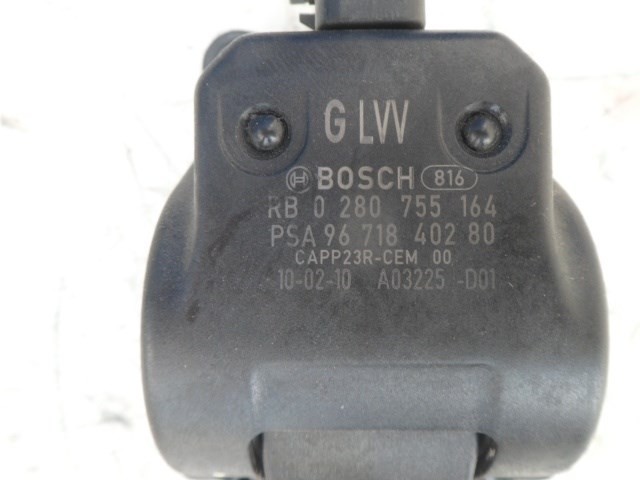 G LW
BOSCH 816
RB 0 280 755 164
PSA 96 718 402 80
CAPP23R-CEM 00
10-02-10 A03225 -D01